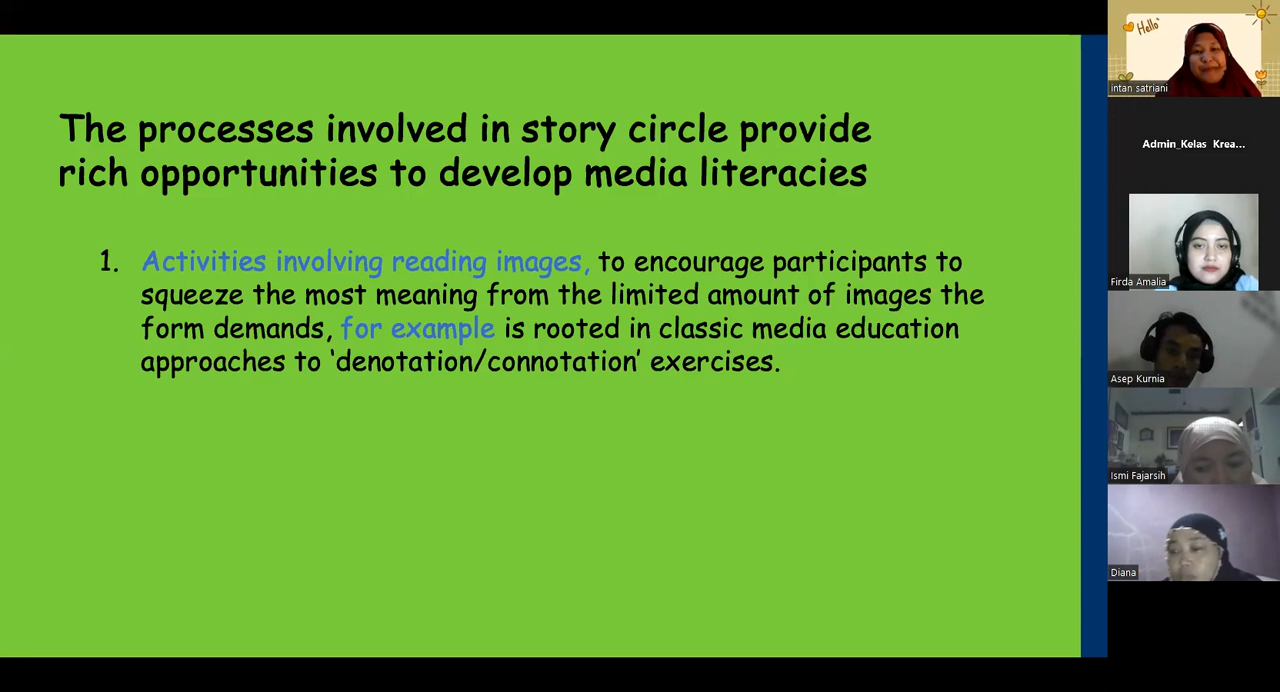 The processes involved in story circle provide
rich opportunities to develop media literacies
1. Activities involving reading images, to encourage participants to
squeeze the most meaning from the limited amount of images the
form demands, for example is rooted in classic media education
approaches to ‘denotation/connotation’ exercises.
Hello
intan satriani
Admin_Kelas Krea...
Firda Amalia
Asep Kurnia
Ismi Fajarsih
Diana